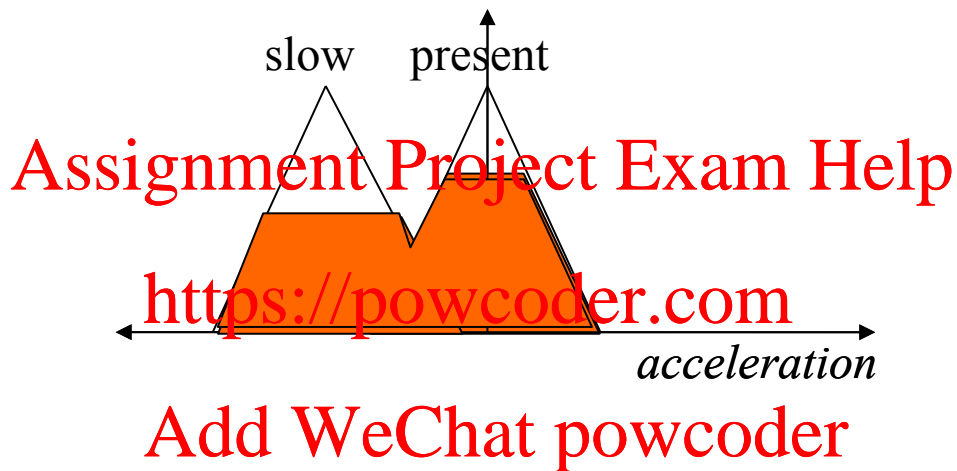 slow present
Assignment Project Exam Help
https://powcoder.com
acceleration
Add WeChat powcoder